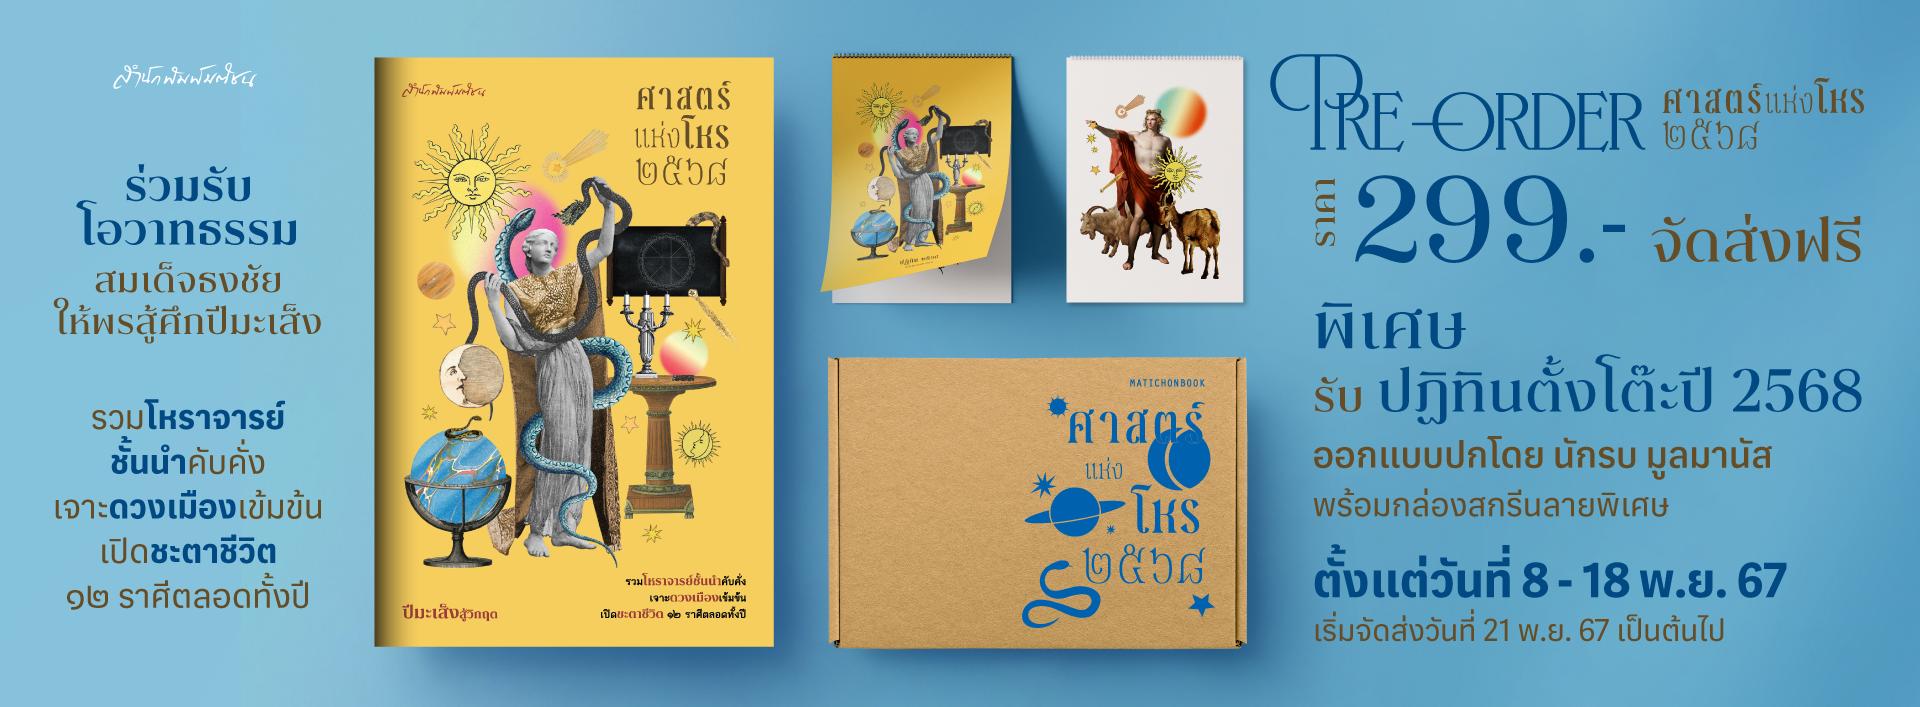 สำนักพิมพ์มติชน
ร่วมรับ
โอวาทธรรม
สมเด็จธงชัย
ให้พรสู้ศึกปีมะเส็ง
รวมโหราจารย์
ชั้นนำคับคั่ง
เจาะดวงเมืองเข้มข้น
เปิดชะตาชีวิต
๑๒ ราศีตลอดทั้งปี
สำนักพิมพ์มติชน
ศาสตร์
แห่งโหร
๒๕๖๘
รวมโหราจารย์ชั้นนำคับคั่ง
เจาะดวงเมืองเข้มข้น
เปิดชะตาชีวิต ๑๒ ราศีตลอดทั้งปี
ปีมะเส็งสู้วิกฤต
MATICHONBOOK
ศาสตร์
แห่ง
โหร
๒๕๖๘
PRE-ORDER ศาสตร์แห่งโหร
๒๕๖๘
ราคา 299.- จัดส่งฟรี
พิเศษ
รับ ปฏิทินตั้งโต๊ะปี 2568
ออกแบบปกโดย นักรบ มูลมานัส
พร้อมกล่องสกรีนลายพิเศษ
ตั้งแต่วันที่ 8 - 18 พ.ย. 67
เริ่มจัดส่งวันที่ 21 พ.ย. 67 เป็นต้นไป